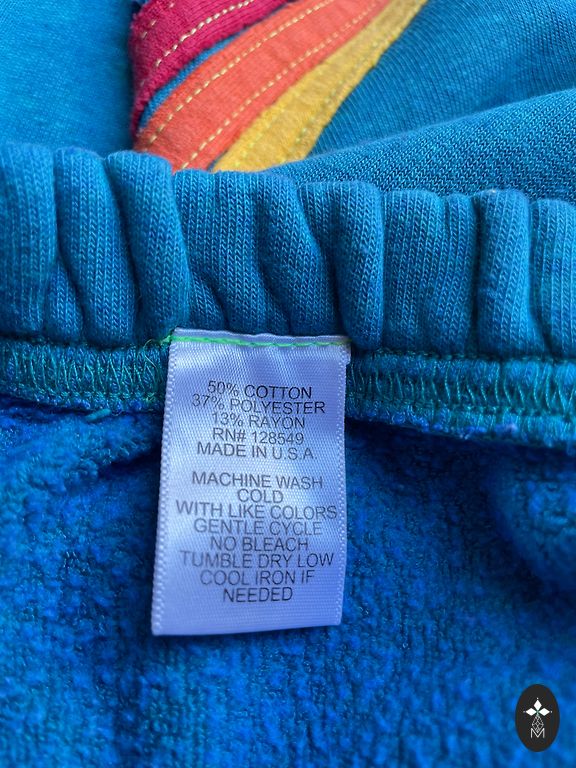 50% COTTON
37% POLYESTER
13% RAYON
RN# 128549
MADE IN U.S.A.
MACHINE WASH
COLD
WITH LIKE COLORS
GENTLE CYCLE
NO BLEACH
TUMBLE DRY LOW
COOL IRON IF
NEEDED
M